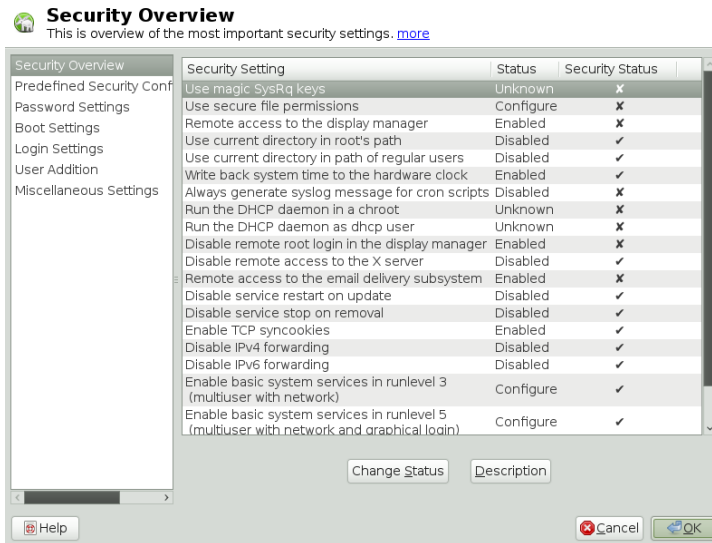 Security Overview
This is overview of the most important security settings. more
Security Overview
Predefined Security Conf
Password Settings
Boot Settings
Login Settings
User Addition
Miscellaneous Settings
Security Setting Status Security Status
Use magic SysRq keys Unknown ✘
Use secure file permissions Configure ✘
Remote access to the display manager Enabled ✘
Use current directory in root's path Disabled ✔
Use current directory in path of regular users Disabled ✔
Write back system time to the hardware clock Enabled ✔
Always generate syslog message for cron scripts Disabled ✘
Run the DHCP daemon in a chroot Unknown ✘
Run the DHCP daemon as dhcp user Unknown ✘
Disable remote root login in the display manager Enabled ✘
Disable remote access to the X server Disabled ✔
Remote access to the email delivery subsystem Enabled ✘
Disable service restart on update Disabled ✔
Disable service stop on removal Disabled ✔
Enable TCP syncookies Enabled ✔
Disable IPv4 forwarding Disabled ✔
Disable IPv6 forwarding Disabled ✔
Enable basic system services in runlevel 3
(multiuser with network) Configure ✔
Enable basic system services in runlevel 5
(multiuser with network and graphical login) Configure ✔
Change Status Description
Help Cancel OK